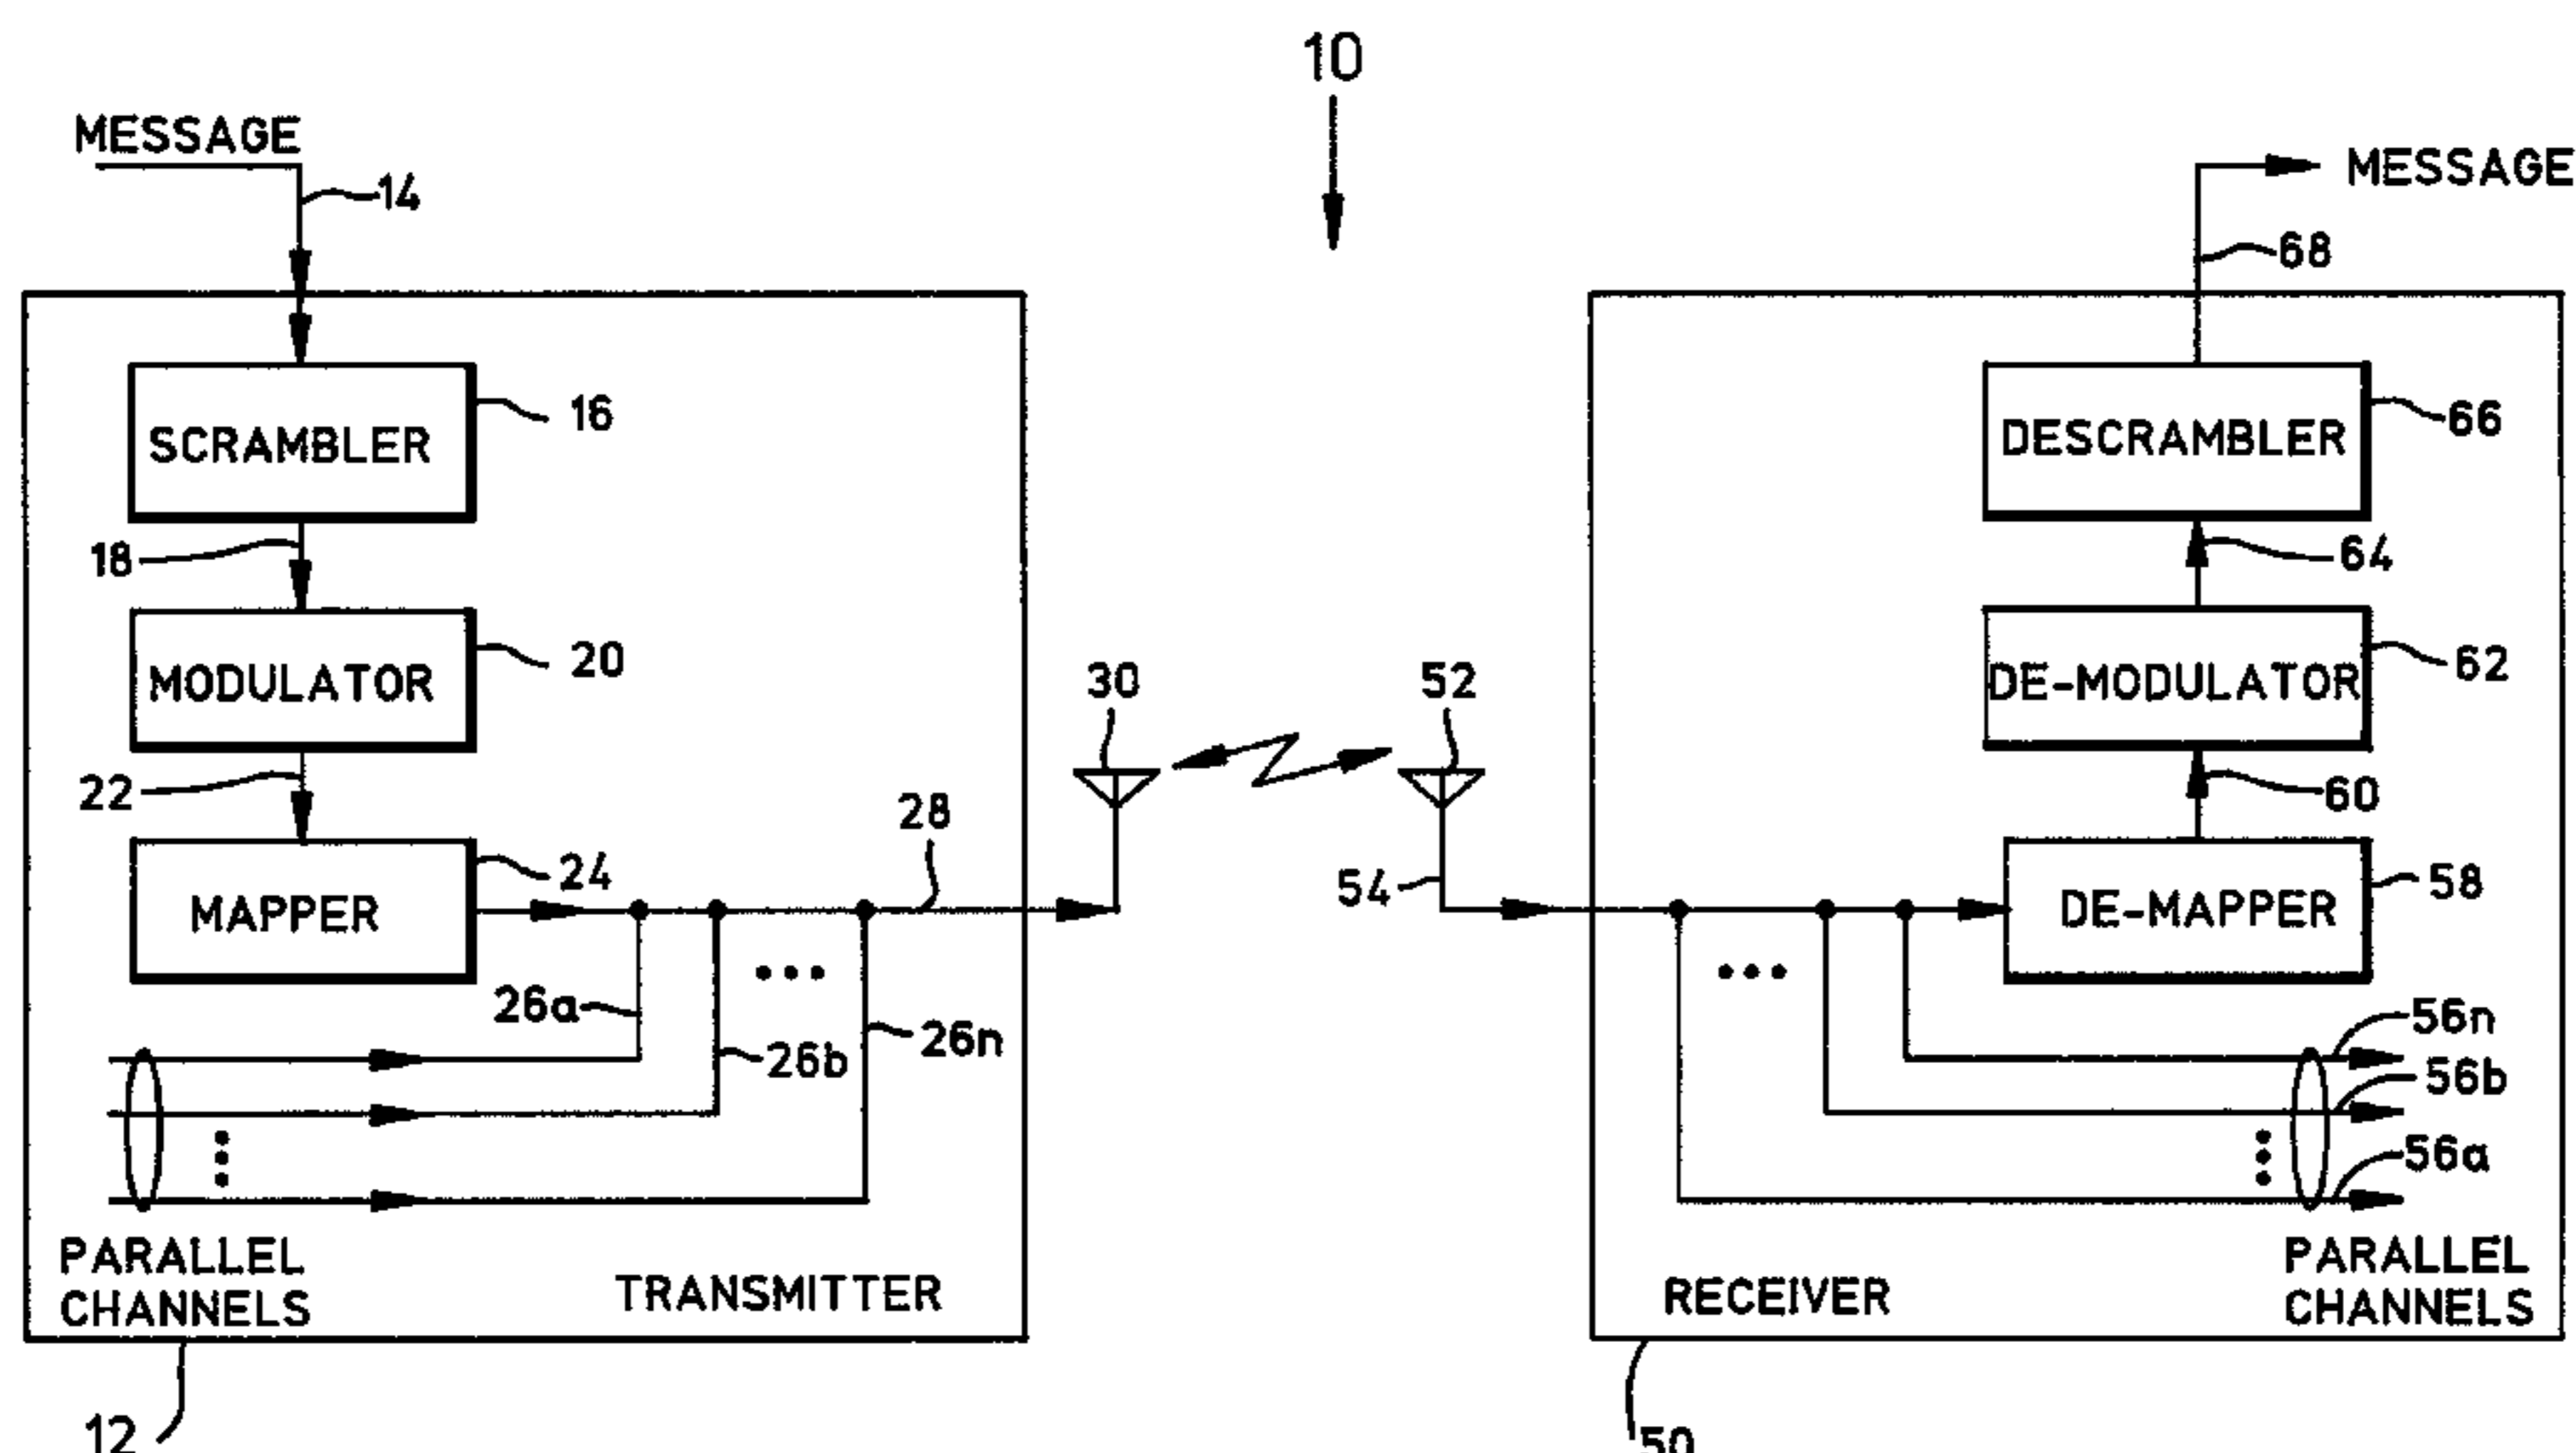 10
MESSAGE
14
MESSAGE
68
SCRAMBLER
16
DESCRAMBLER
66
18
64
MODULATOR
20
DE-MODULATOR
62
30
52
22
60
28
MAPPER
24
54
DE-MAPPER
58
26a
26b
26n
56n
56b
56a
PARALLEL
CHANNELS
TRANSMITTER
RECEIVER
PARALLEL
CHANNELS
12
50